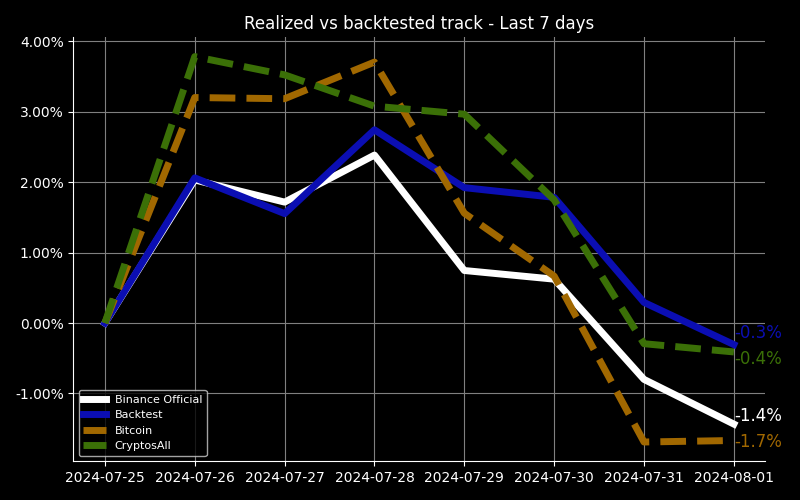 Realized vs backtested track - Last 7 days
4.00%
3.00%
2.00%
1.00%
0.00%
-1.00%
-0.3%
-0.4%
-1.4%
-1.7%
Binance Official
Backtest
Bitcoin
CryptosAll
2024-07-25 2024-07-26 2024-07-27 2024-07-28 2024-07-29 2024-07-30 2024-07-31 2024-08-01